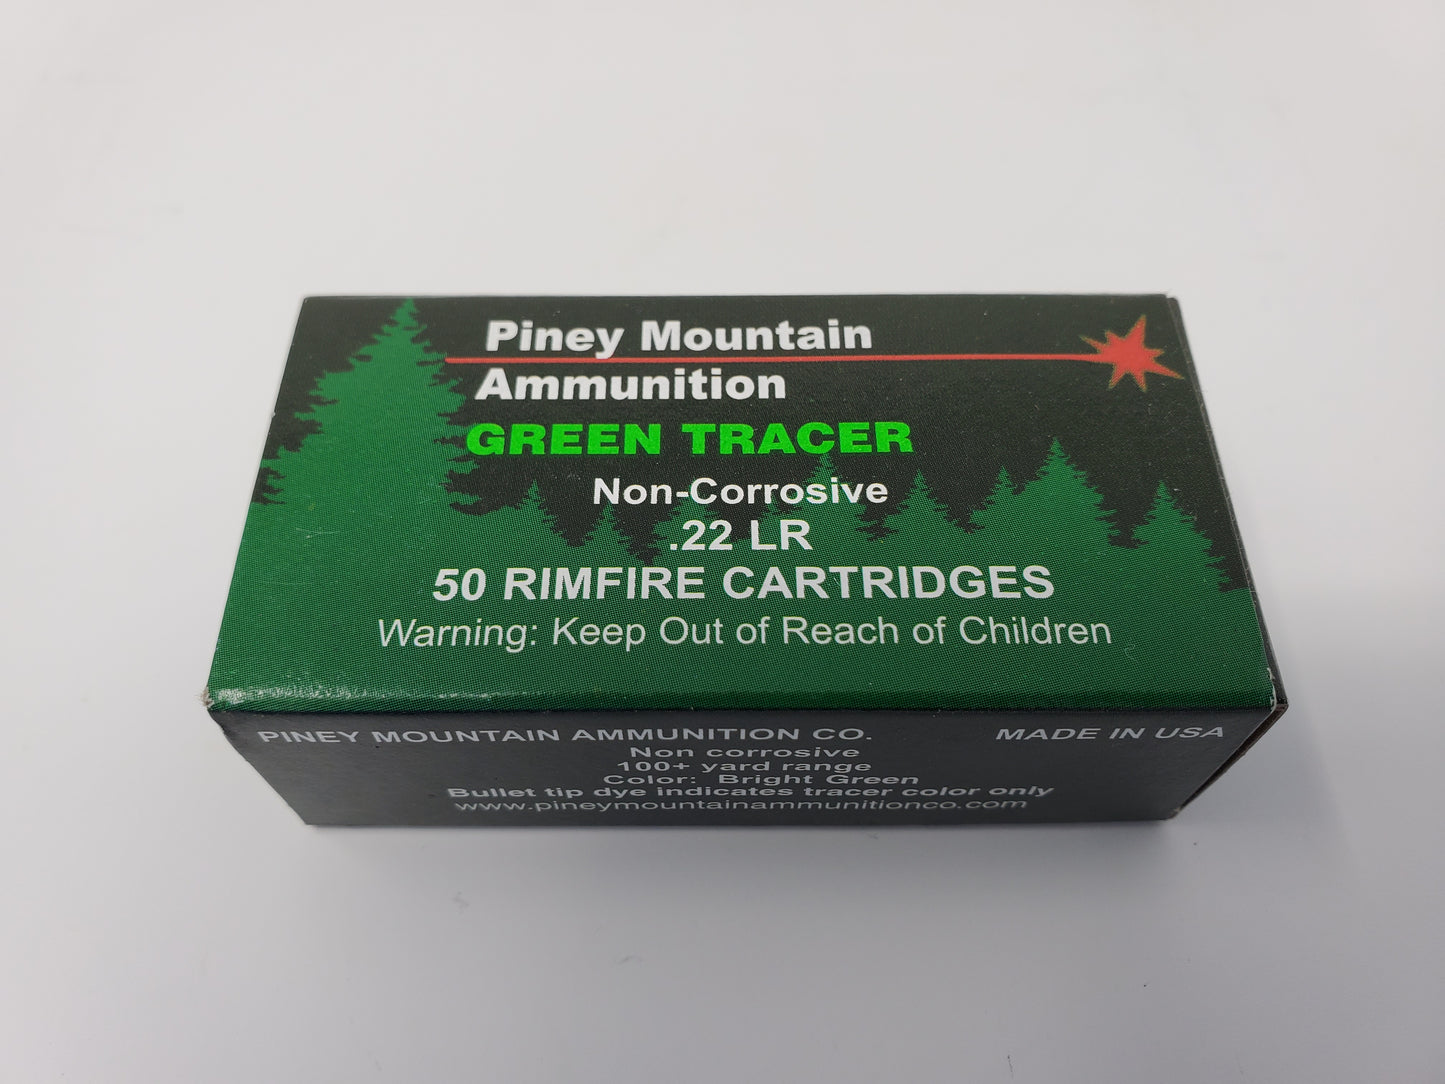 Piney Mountain
Ammunition
GREEN TRACER
Non-Corrosive
.22 LR
50 RIMFIRE CARTRIDGES
Warning: Keep Out of Reach of Children
PINEY MOUNTAIN AMMUNITION CO. MADE IN USA
Non corrosive
100+ yard range
Color: Bright Green
Bullet tip dye indicates tracer color only
www.pineymountainammunitionco.com